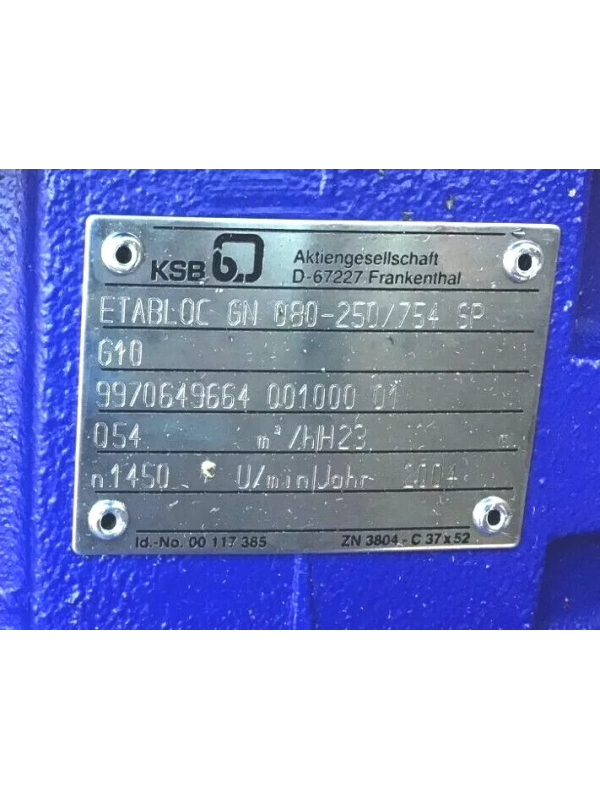 KSB Aktiengesellschaft
D-67227 Frankenthal
ETABLOC GN 080-250/754 SP
G10
9970649664 001000 01
Q54 m³/h H23 m
n1450 U/min Jahr 2004
Id.-No. 00 117 385 ZN 3804 - C 37 x 52